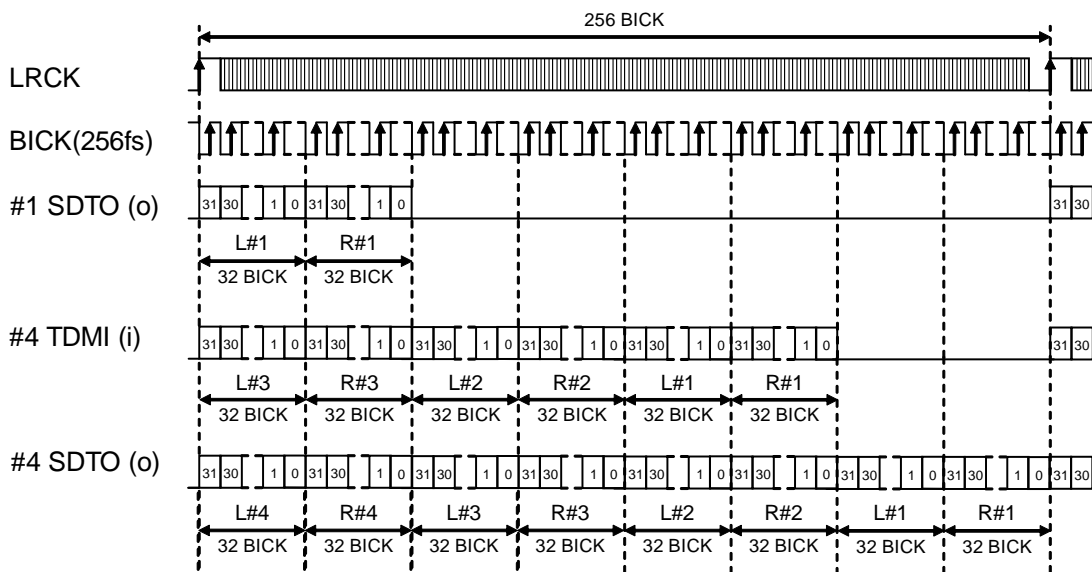 256 BICK
LRCK
BICK(256fs)
#1 SDTO (o) 31 30 1 0 31 30 1 0 31 30
L#1 R#1
32 BICK 32 BICK
#4 TDMI (i) 31 30 1 0 31 30 1 0 31 30 1 0 31 30 1 0 31 30 1 0 31 30 1 0 31 30
L#3 R#3 L#2 R#2 L#1 R#1
32 BICK 32 BICK 32 BICK 32 BICK 32 BICK 32 BICK
#4 SDTO (o) 31 30 1 0 31 30 1 0 31 30 1 0 31 30 1 0 31 30 1 0 31 30 1 0 31 30 1 0 31 30 1 0 31 30
L#4 R#4 L#3 R#3 L#2 R#2 L#1 R#1
32 BICK 32 BICK 32 BICK 32 BICK 32 BICK 32 BICK 32 BICK 32 BICK